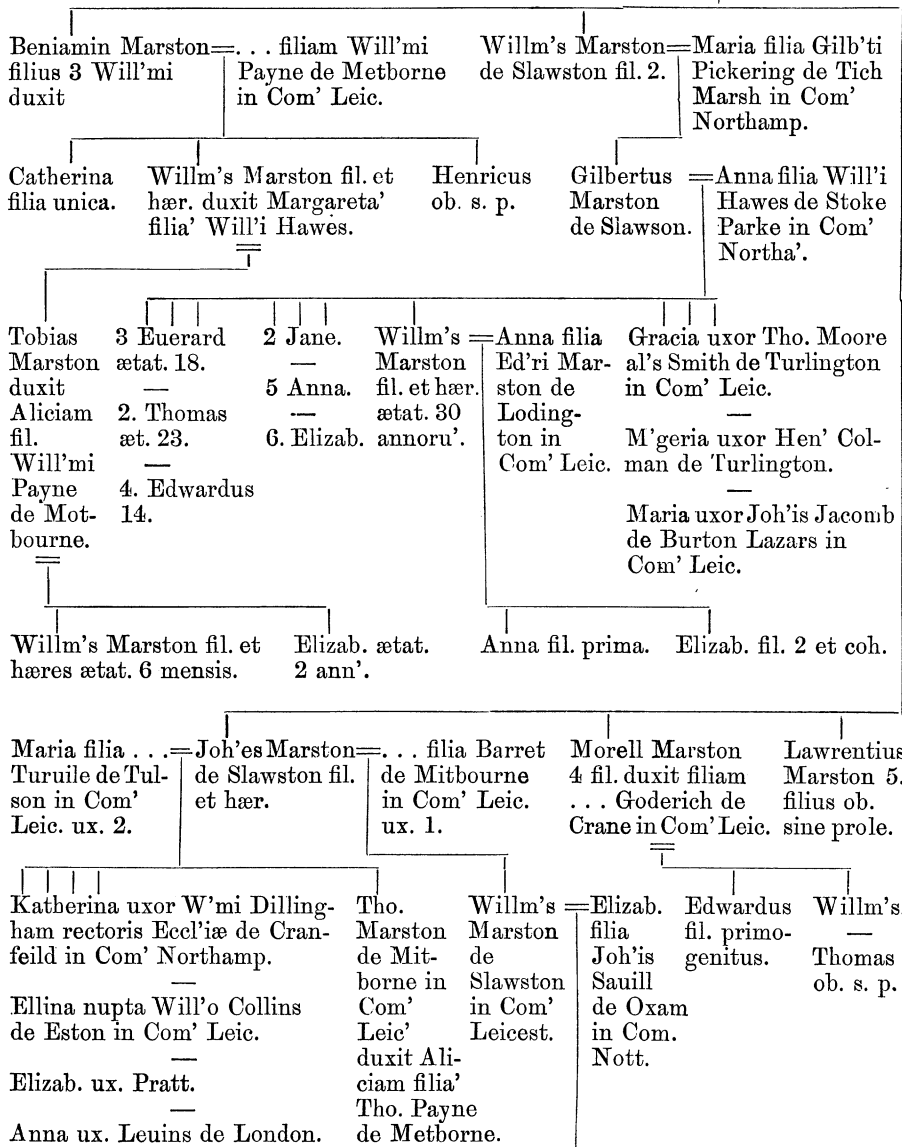 Beniamin Marston=. . . filiam Will'mi
filius 3 Will'mi Payne de Metborne
duxit in Com' Leic.
Willm's Marston=Maria filia Gilb'ti
de Slawston fil. 2. Pickering de Tich
Marsh in Com'
Northamp.
Catherina
filia unica.
Willm's Marston fil. et
hær. duxit Margareta'
filia' Will'i Hawes.
Henricus
ob. s. p.
Gilbertus =Anna filia Will'i
Marston Hawes de Stoke
de Slawson. Parke in Com'
Northa'.
Tobias
Marston
duxit
Aliciam
fil.
Will'mi
Payne
de Mot-
bourne.
3 Euerard
ætat. 18.
—
2. Thomas
æt. 23.
—
4. Edwardus
14.
2 Jane.
—
5 Anna.
—
6. Elizab.
Willm's =Anna filia
Marston Ed'ri Mar-
fil. et hær. ston de
ætat. 30 Loding-
annoru'. ton in
Com' Leic.
Gracia uxor Tho. Moore
al's Smith de Turlington
in Com' Leic.
—
M'geria uxor Hen' Col-
man de Turlington.
—
Maria uxor Joh'is Jacomb
de Burton Lazars in
Com' Leic.
Willm's Marston fil. et
hæres ætat. 6 mensis.
Elizab. ætat.
2 ann'.
Anna fil. prima.
Elizab. fil. 2 et coh.
Maria filia . . .=Joh'es Marston=. . . filia Barret
Turuile de Tul- de Slawston fil. de Mitbourne
son in Com' et hær. in Com' Leic.
Leic. ux. 2. ux. 1.
Morell Marston
4 fil. duxit filiam
. . . Goderich de
Crane in Com' Leic.
Lawrentius
Marston 5.
filius ob.
sine prole.
Katherina uxor W'mi Dilling-
ham rectoris Eccl'iæ de Cran-
feild in Com' Northamp.
—
Ellina nupta Will'o Collins
de Eston in Com' Leic.
—
Elizab. ux. Pratt.
—
Anna ux. Leuins de London.
Tho.
Marston
de Mit-
borne in
Com'
Leic'
duxit Ali-
ciam filia'
Tho. Payne
de Metborne.
Willm's =Elizab.
Marston filia
de Joh'is
Slawston Sauill
in Com' de Oxam
Leicest. in Com.
Nott.
Edwardus
fil. primo-
genitus.
Willm's
—
Thomas
ob. s. p.